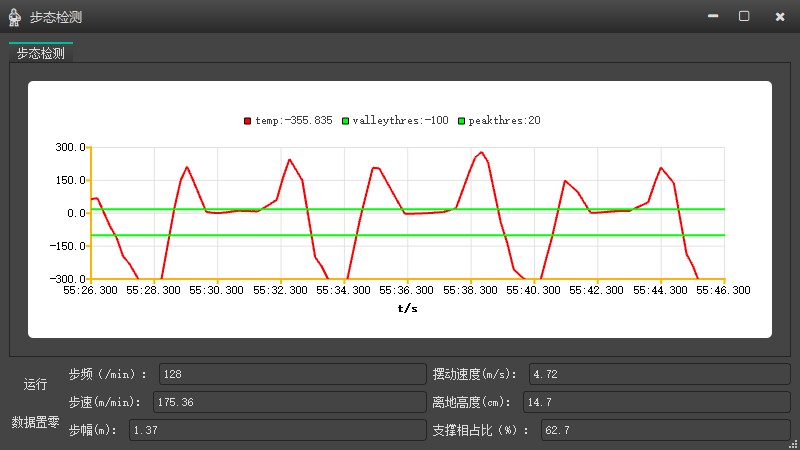 步态检测
步态检测
temp:-355.835 valleythres:-100 peakthres:20
300.0
150.0
0.0
-150.0
-300.0
55:26.300 55:28.300 55:30.300 55:32.300 55:34.300 55:36.300 55:38.300 55:40.300 55:42.300 55:44.300 55:46.300
t/s
运行
数据置零
步频（/min）： 128 摆动速度(m/s): 4.72
步速(m/min): 175.36 离地高度(cm): 14.7
步幅(m): 1.37 支撑相占比（%）: 62.7